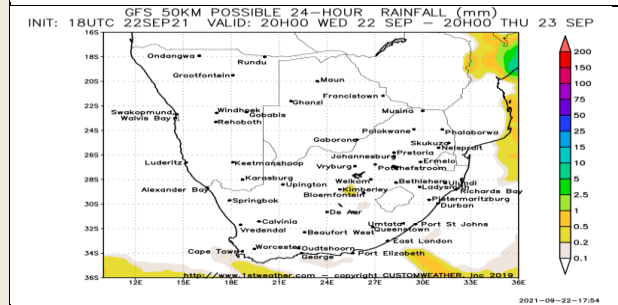 GFS 50KM POSSIBLE 24-HOUR RAINFALL (mm)
INIT: 18UTC 22SEP21 VALID: 20H00 WED 22 SEP – 20H00 THU 23 SEP
16S
18S
20S
22S
24S
26S
28S
30S
32S
34S
36S
Ondangwa
Rundu
Grootfontein
Maun
Francistown
Ghanzi
Musina
Swakopmund
Windhoek
Gobabis
Walvis Bay
Rehoboth
Polokwane
Phalaborwa
Gaborone
Skukuza
Nelspruit
Johannesburg
Pretoria
Luderitz
Keetmanshoop
Vryburg
Ermelo
Potchefstroom
Karasburg
Upington
Welkom
Bethlehem
Ulundi
Ladysmith
Alexander Bay
Kimberley
Richards Bay
Bloemfontein
Springbok
Pietermaritzburg
Durban
De Aar
Calvinia
Umtata
Port St Johns
Vredendal
Beaufort West
Queenstown
East London
Worcester
Oudtshoorn
Cape Town
George
Port Elizabeth
http://www.1stweather.com – copyright CUSTOMWEATHER, Inc 2019
12E
15E
18E
21E
24E
27E
30E
33E
36E
200
150
100
75
50
25
15
10
5
2.5
1
0.5
0.2
0.1
2021-09-22-17:54